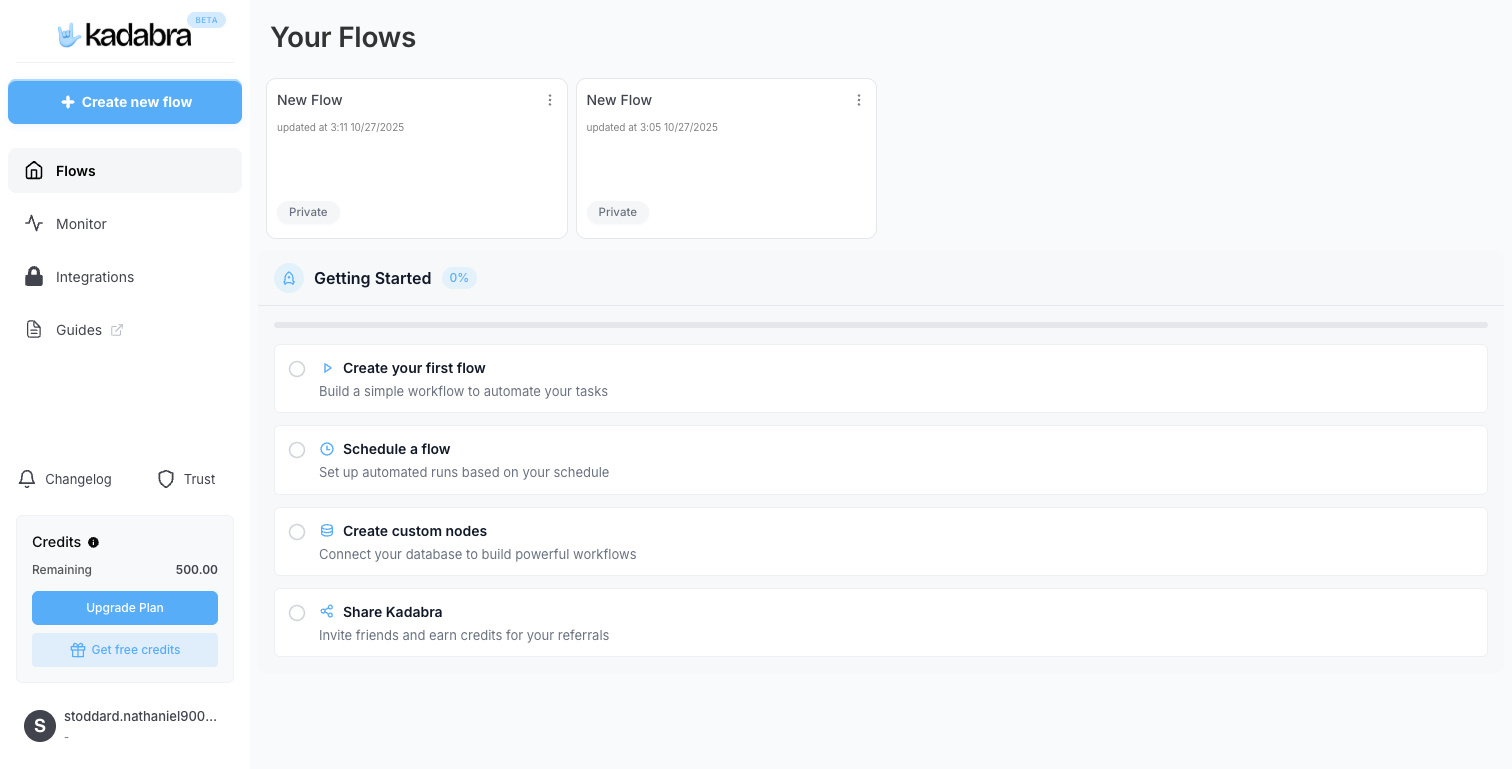 kadabra
BETA
Create new flow
Flows
Monitor
Integrations
Guides
Changelog
Trust
Credits
Remaining
500.00
Upgrade Plan
Get free credits
S
stoddard.nathaniel900...
-
Your Flows
New Flow
updated at 3:11 10/27/2025
Private
New Flow
updated at 3:05 10/27/2025
Private
Getting Started
0%
Create your first flow
Build a simple workflow to automate your tasks
Schedule a flow
Set up automated runs based on your schedule
Create custom nodes
Connect your database to build powerful workflows
Share Kadabra
Invite friends and earn credits for your referrals